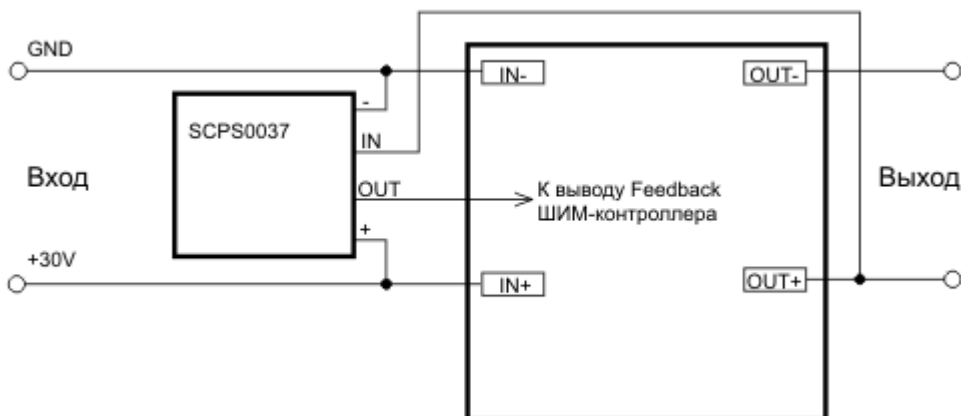 GND
IN-
OUT-
-
SCPS0037
IN
Вход
OUT
К выводу Feedback
ШИМ-контроллера
Выход
+
+30V
IN+
OUT+